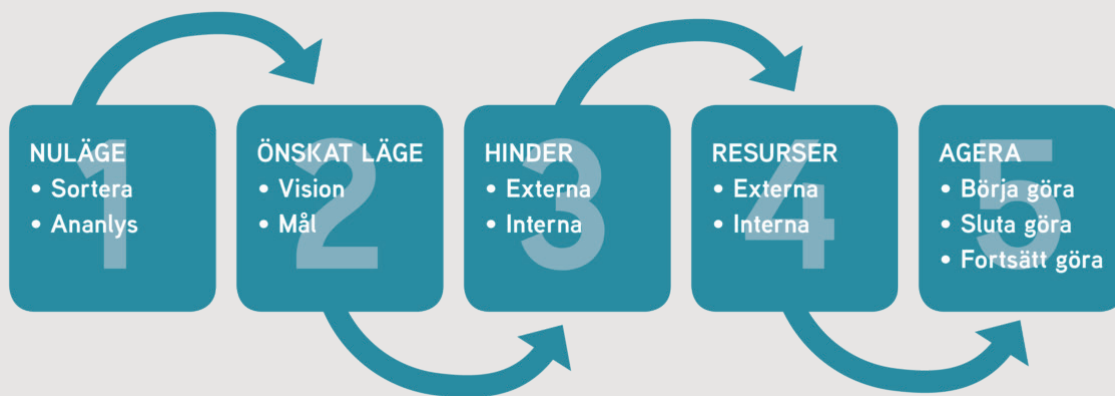 1
NULÄGE
• Sortera
• Ananlys
2
ÖNSKAT LÄGE
• Vision
• Mål
3
HINDER
• Externa
• Interna
4
RESURSER
• Externa
• Interna
5
AGERA
• Börja göra
• Sluta göra
• Fortsätt göra